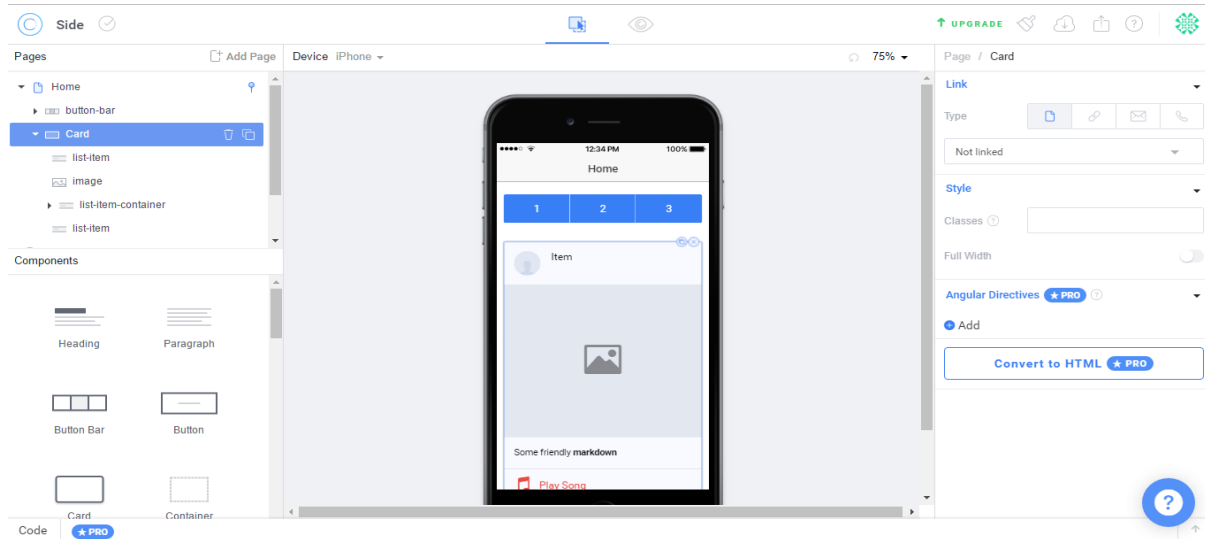 Side
UPGRADE
Pages
Add Page
Device iPhone
75%
Page / Card
Home
button-bar
Card
list-item
image
list-item-container
list-item
Components
Heading
Paragraph
Button Bar
Button
Card
Container
12:34 PM
100%
Home
1
2
3
Item
Some friendly markdown
Play Song
Link
Type
Not linked
Style
Classes ?
Full Width
Angular Directives ★ PRO ?
Add
Convert to HTML ★ PRO
?
Code ★ PRO